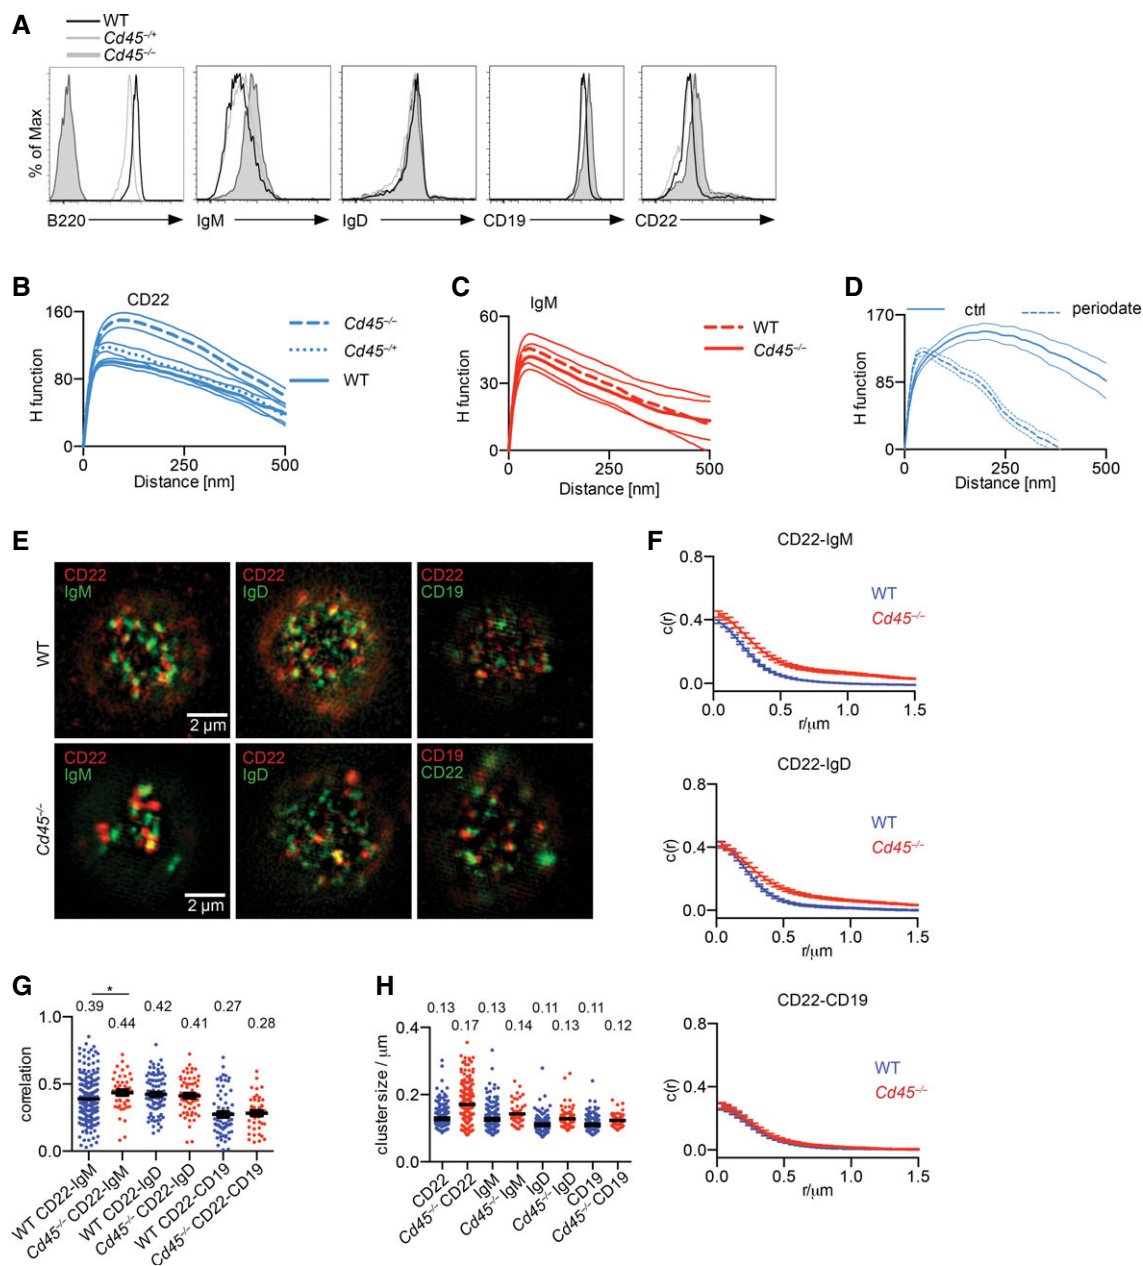 A
WT
Cd45⁻/⁺
Cd45⁻/⁻
% of Max
B220
IgM
IgD
CD19
CD22
B
CD22
H function
160
80
0
0
250
500
Distance [nm]
Cd45⁻/⁻
Cd45⁻/⁺
WT
C
IgM
H function
60
30
0
0
250
500
Distance [nm]
WT
Cd45⁻/⁻
D
ctrl
periodate
H function
170
85
0
0
250
500
Distance [nm]
E
WT
CD22
IgM
2 µm
CD22
IgD
CD22
CD19
Cd45⁻/⁻
CD22
IgM
2 µm
CD22
IgD
CD19
CD22
F
CD22-IgM
c(r)
0.8
0.4
0.0
WT
Cd45⁻/⁻
0.0 0.5 1.0 1.5
r/µm
CD22-IgD
c(r)
0.8
0.4
0.0
WT
Cd45⁻/⁻
0.0 0.5 1.0 1.5
r/µm
CD22-CD19
c(r)
0.8
0.4
0.0
WT
Cd45⁻/⁻
0.0 0.5 1.0 1.5
r/µm
G
*
0.39 0.42 0.27
0.44 0.41 0.28
correlation
1.0
0.5
0.0
WT CD22-IgM
Cd45⁻/⁻ CD22-IgM
WT CD22-IgD
Cd45⁻/⁻ CD22-IgD
WT CD22-CD19
Cd45⁻/⁻ CD22-CD19
H
0.13 0.13 0.11 0.11
0.17 0.14 0.13 0.12
cluster size / µm
0.4
0.2
0.0
CD22
Cd45⁻/⁻ CD22
IgM
Cd45⁻/⁻ IgM
IgD
Cd45⁻/⁻ IgD
CD19
Cd45⁻/⁻ CD19